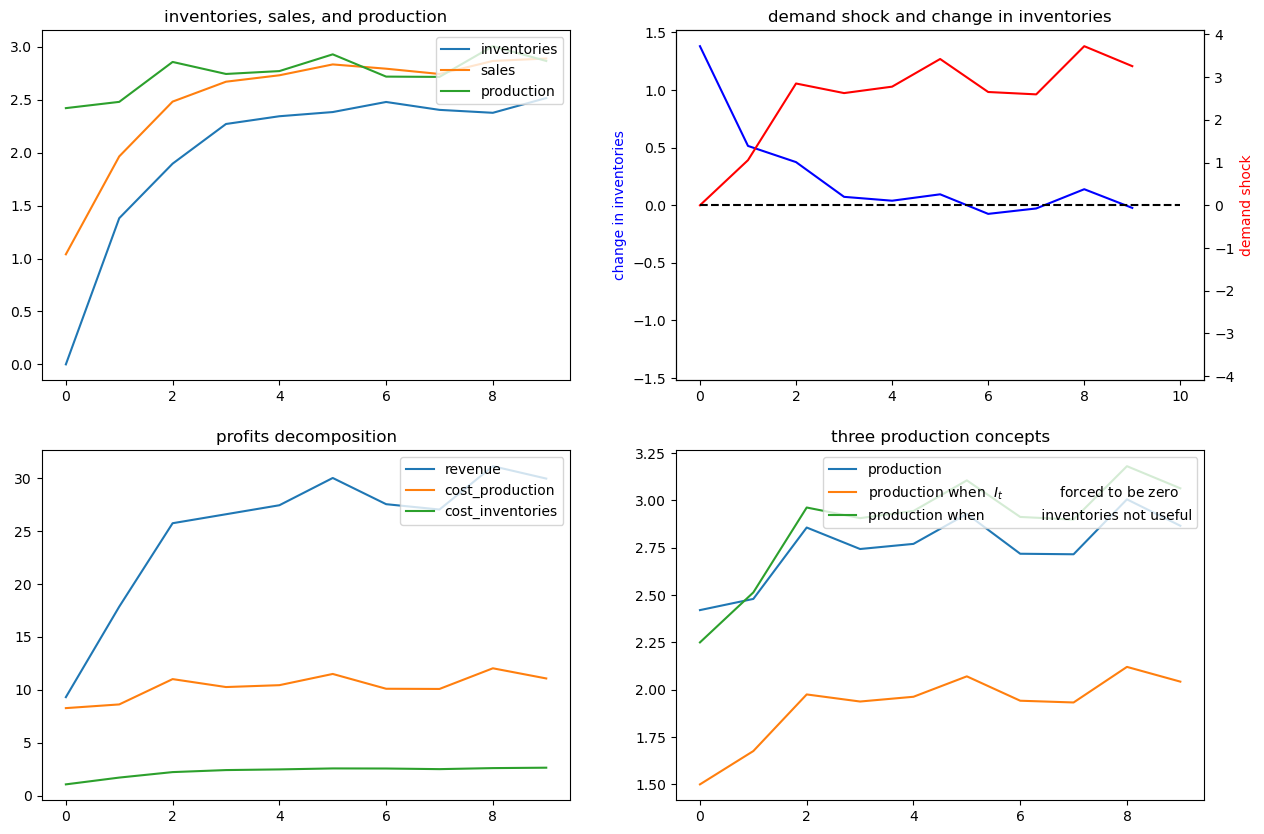 inventories, sales, and production
3.0
2.5
2.0
1.5
1.0
0.5
0.0
0 2 4 6 8
inventories
sales
production
demand shock and change in inventories
change in inventories
1.5
1.0
0.5
0.0
−0.5
−1.0
−1.5
0 2 4 6 8 10
4
3
2
1
0
−1
−2
−3
−4
demand shock
profits decomposition
30
25
20
15
10
5
0
0 2 4 6 8
revenue
cost_production
cost_inventories
three production concepts
3.25
3.00
2.75
2.50
2.25
2.00
1.75
1.50
0 2 4 6 8
production
production when I_t forced to be zero
production when inventories not useful